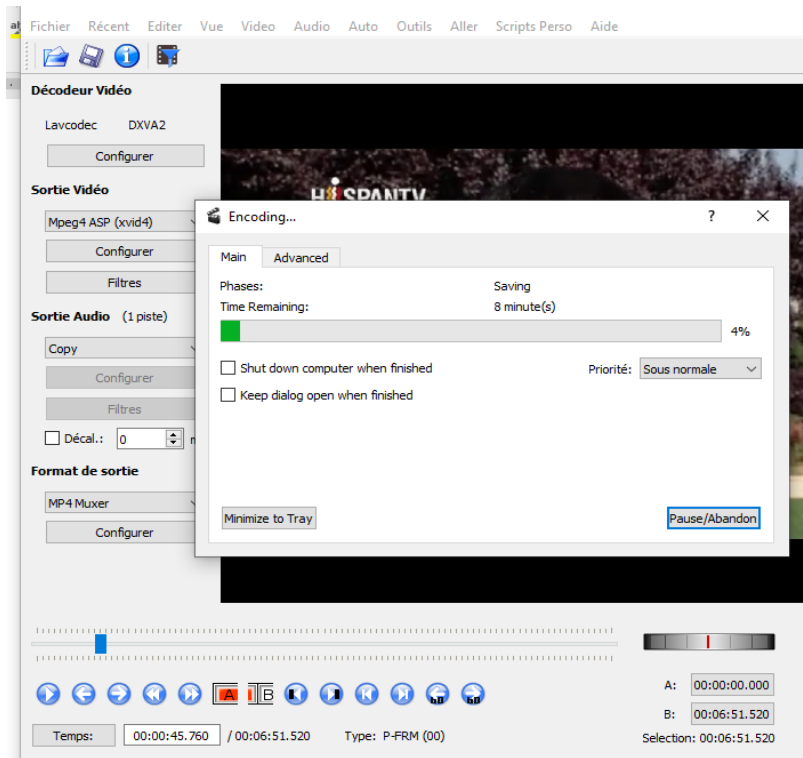 Fichier Récent Editer Vue Video Audio Auto Outils Aller Scripts Perso Aide
Décodeur Vidéo
Lavcodec DXVA2
Configurer
Sortie Vidéo
Mpeg4 ASP (xvid4)
Configurer
Filtres
Sortie Audio (1 piste)
Copy
Configurer
Filtres
Décal.: 0
Format de sortie
MP4 Muxer
Configurer
HISPANTV
Encoding... ?
Main Advanced
Phases: Saving
Time Remaining: 8 minute(s)
4%
Shut down computer when finished
Priorité: Sous normale
Keep dialog open when finished
Minimize to Tray Pause/Abandon
A B
60 60
A: 00:00:00.000
B: 00:06:51.520
Temps: 00:00:45.760 / 00:06:51.520 Type: P-FRM (00)
Selection: 00:06:51.520